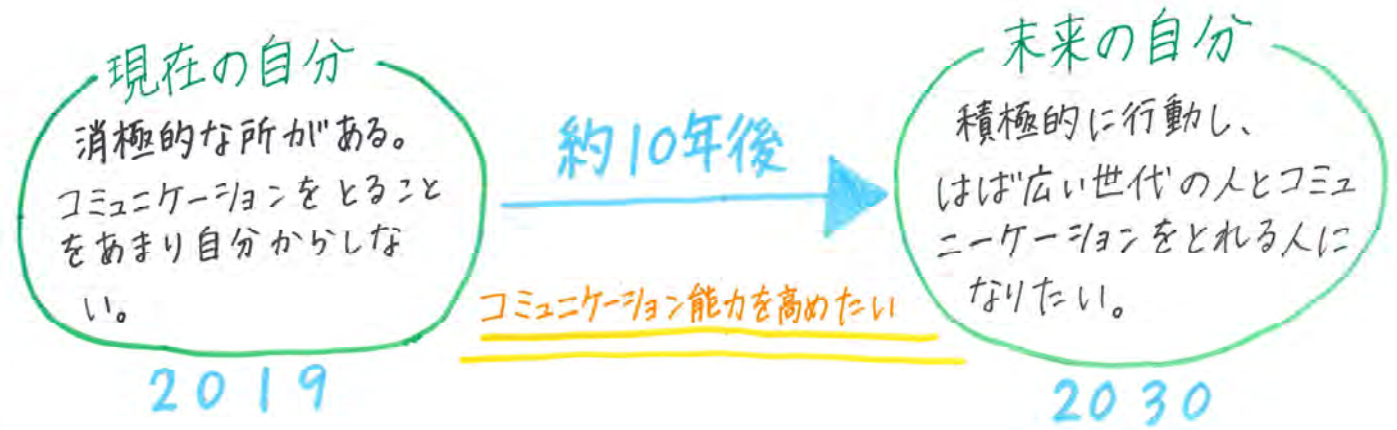 現在の自分
消極的な所がある。
コミュニケーションをとること
をあまり自分からしな
い。
2019
約10年後
コミュニケーション能力を高めたい
末来の自分
積極的に行動し、
はば広い世代の人とコミュ
ニーケーションをとれる人に
なりたい。
2030